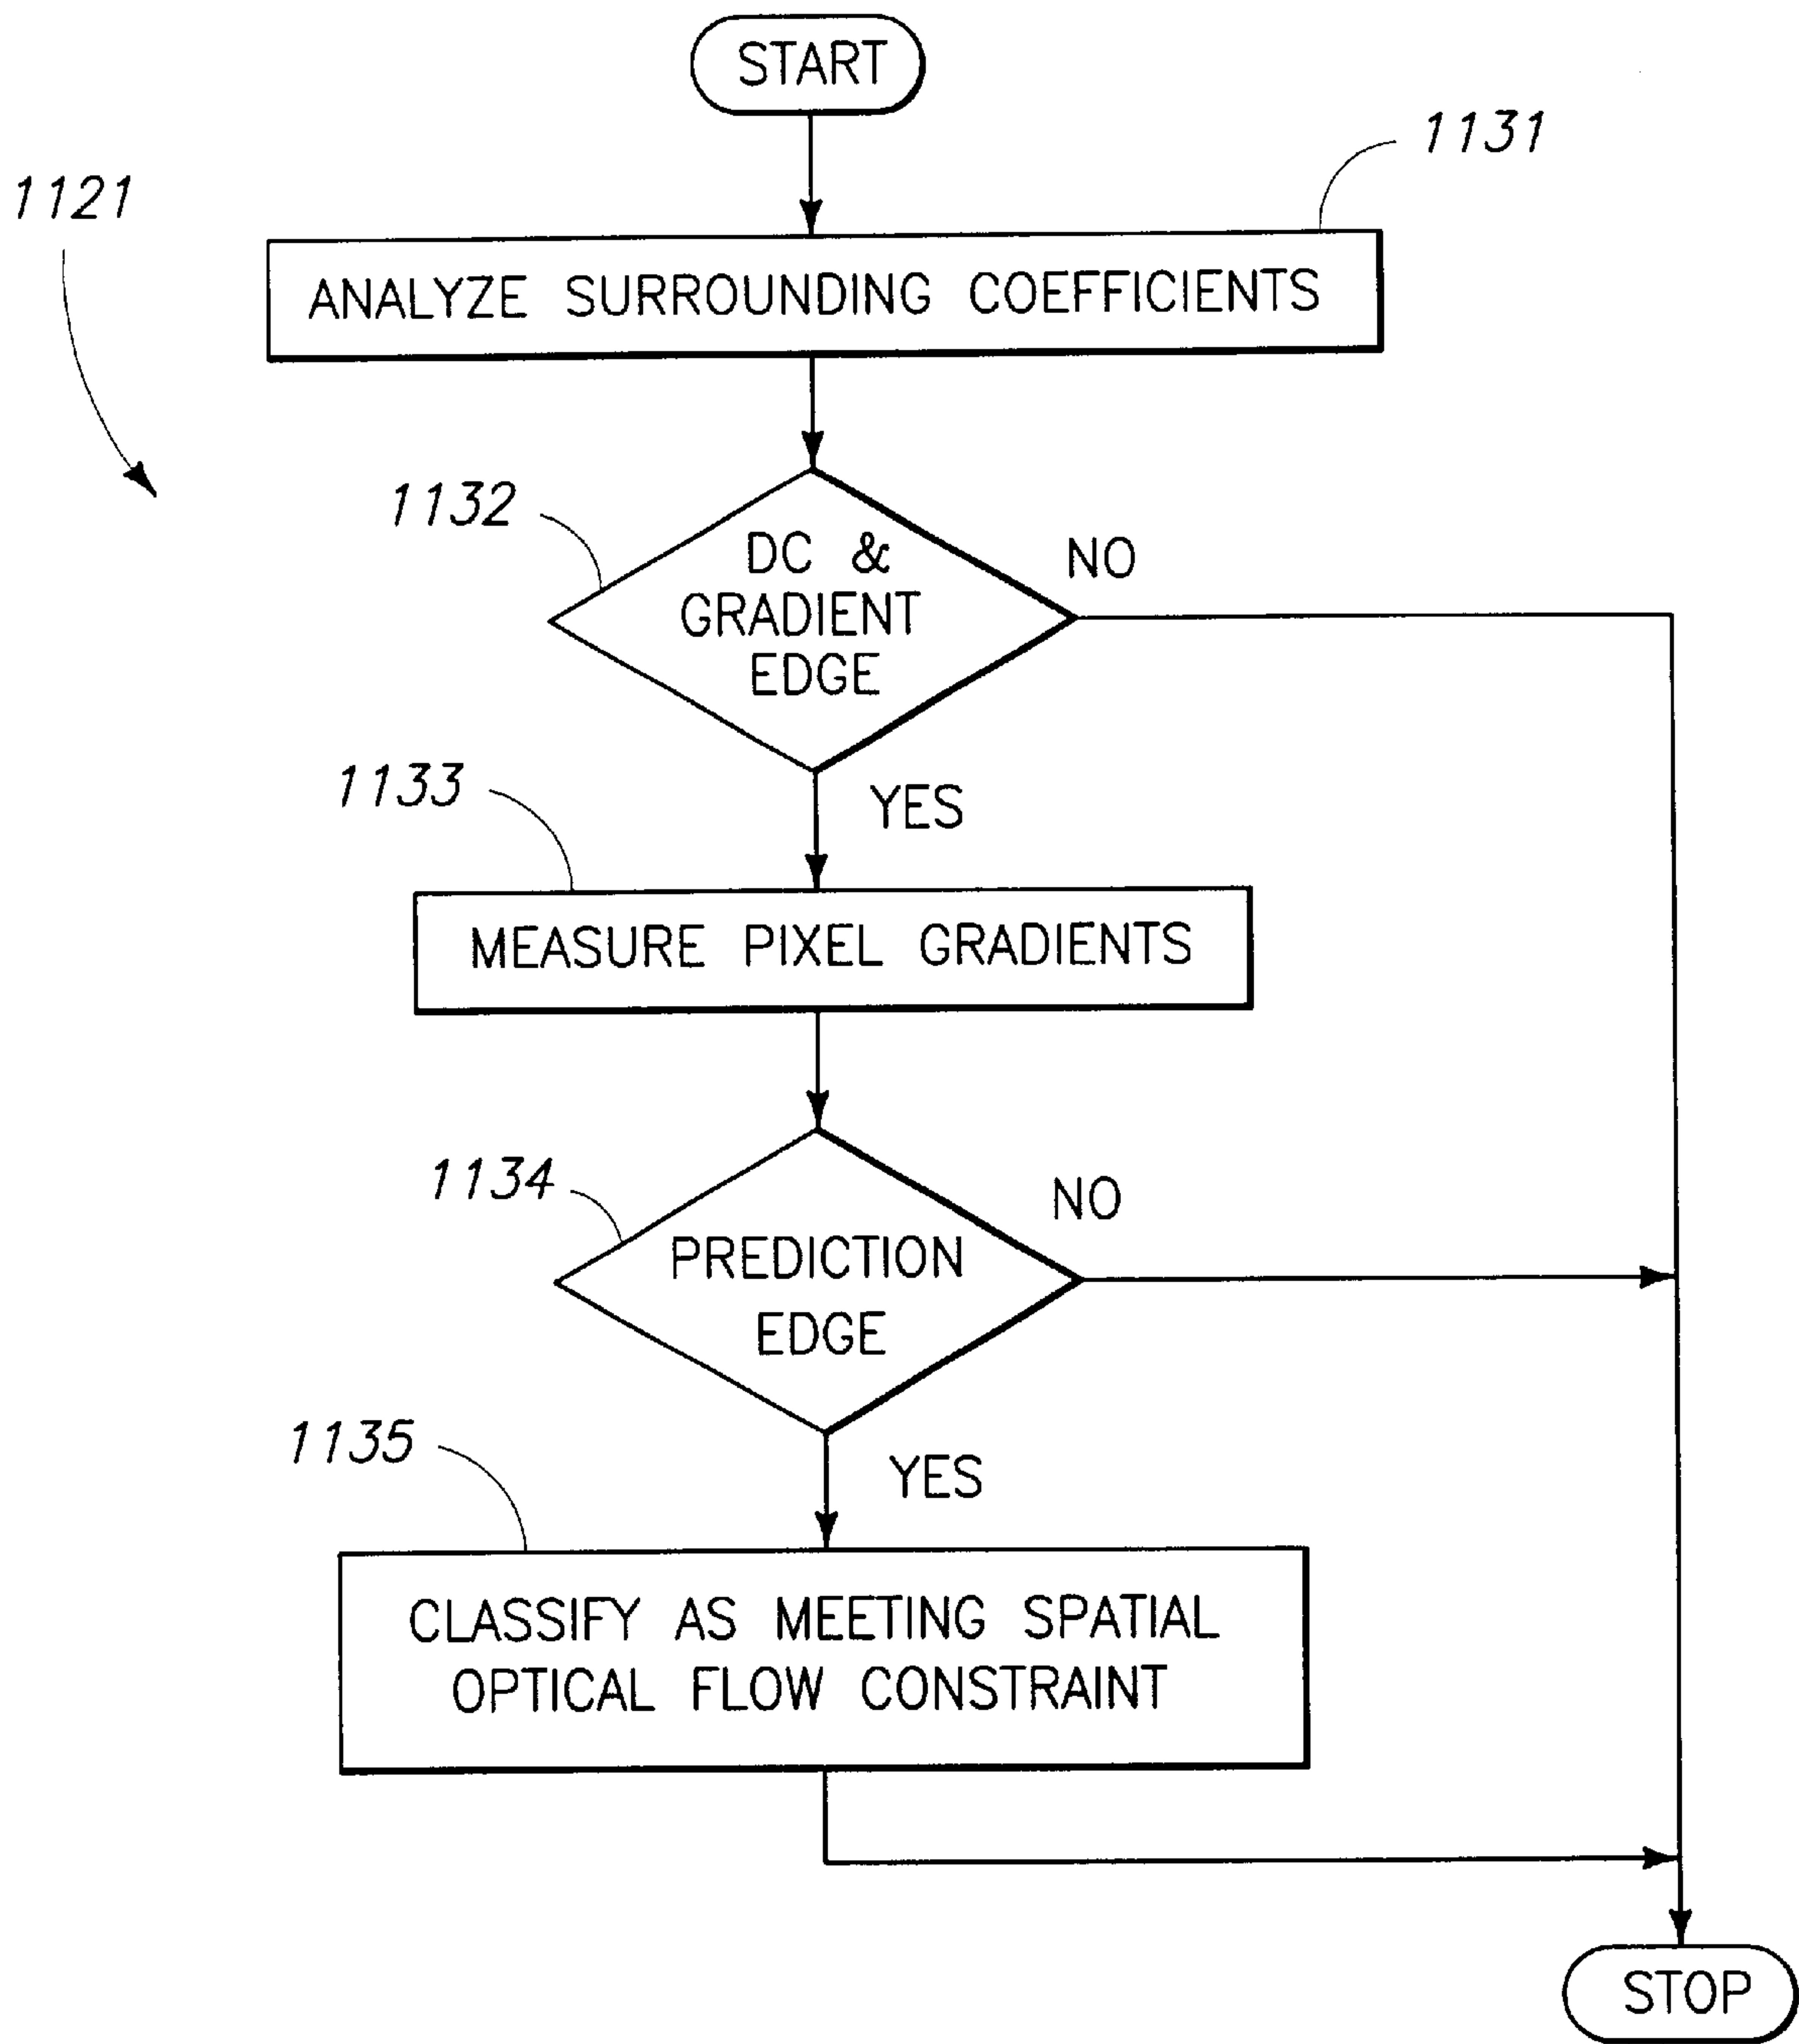 START
1131
1121
ANALYZE SURROUNDING COEFFICIENTS
1132
DC &
GRADIENT
EDGE
NO
YES
1133
MEASURE PIXEL GRADIENTS
1134
PREDICTION
EDGE
NO
YES
1135
CLASSIFY AS MEETING SPATIAL
OPTICAL FLOW CONSTRAINT
STOP